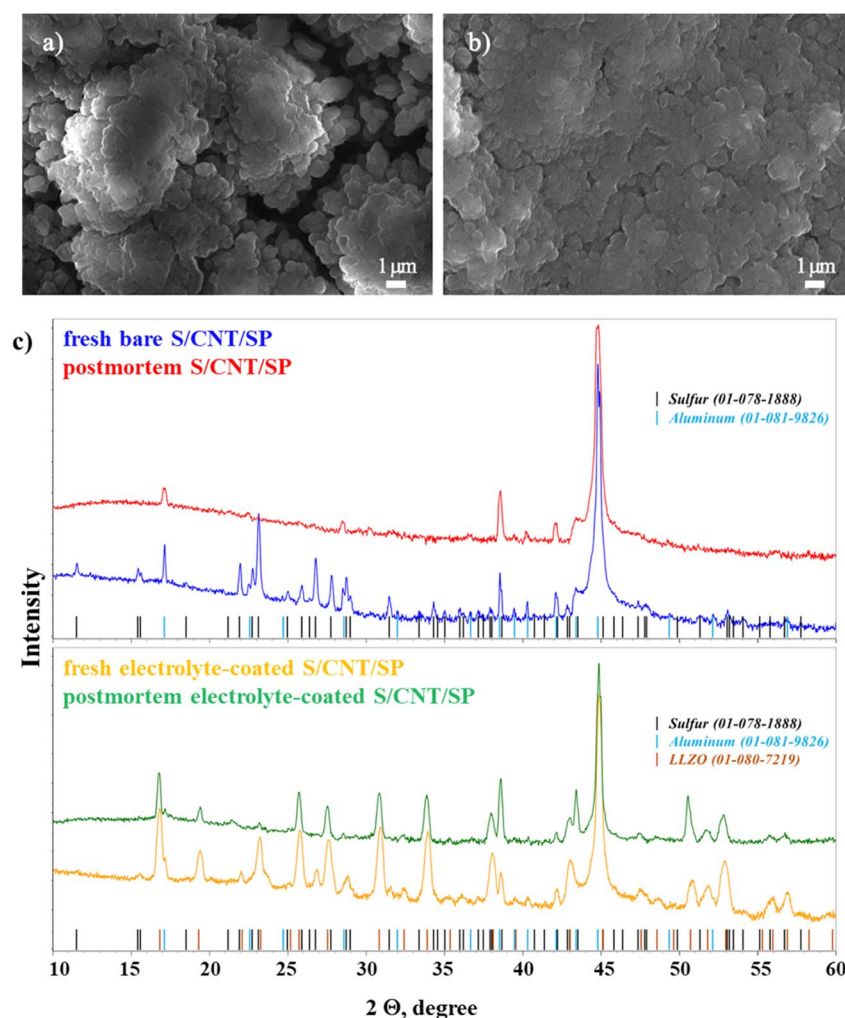 a)
b)
1 µm
1 µm
c)
fresh bare S/CNT/SP
postmortem S/CNT/SP
Sulfur (01-078-1888)
Aluminum (01-081-9826)
Intensity
fresh electrolyte-coated S/CNT/SP
postmortem electrolyte-coated S/CNT/SP
Sulfur (01-078-1888)
Aluminum (01-081-9826)
LLZO (01-080-7219)
10 15 20 25 30 35 40 45 50 55 60
2 Θ, degree